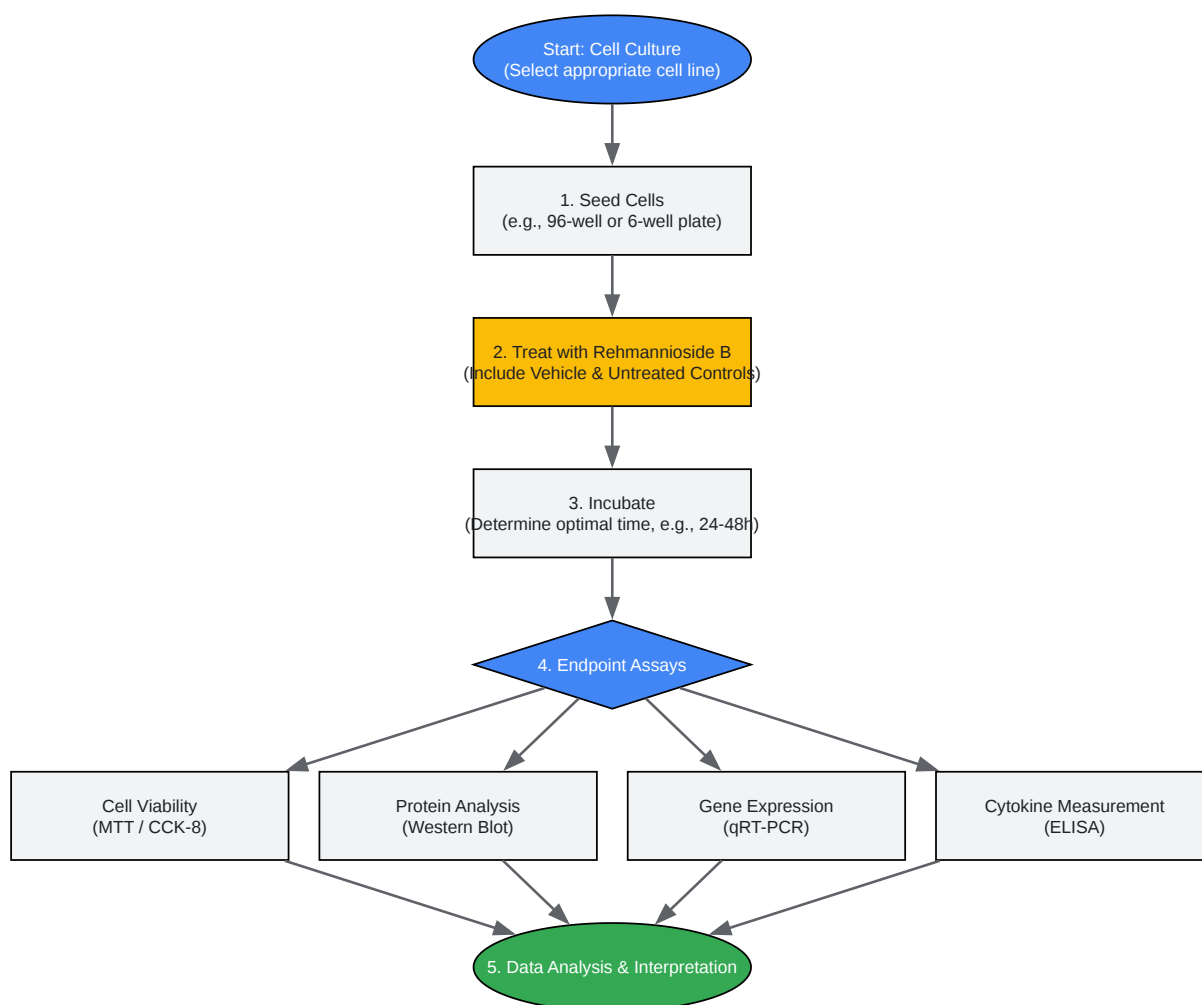 Start: Cell Culture
(Select appropriate cell line)
1. Seed Cells
(e.g., 96-well or 6-well plate)
2. Treat with Rehmannioside B
(Include Vehicle & Untreated Controls)
3. Incubate
(Determine optimal time, e.g., 24-48h)
4. Endpoint Assays
Cell Viability
(MTT / CCK-8)
Protein Analysis
(Western Blot)
Gene Expression
(qRT-PCR)
Cytokine Measurement
(ELISA)
5. Data Analysis & Interpretation